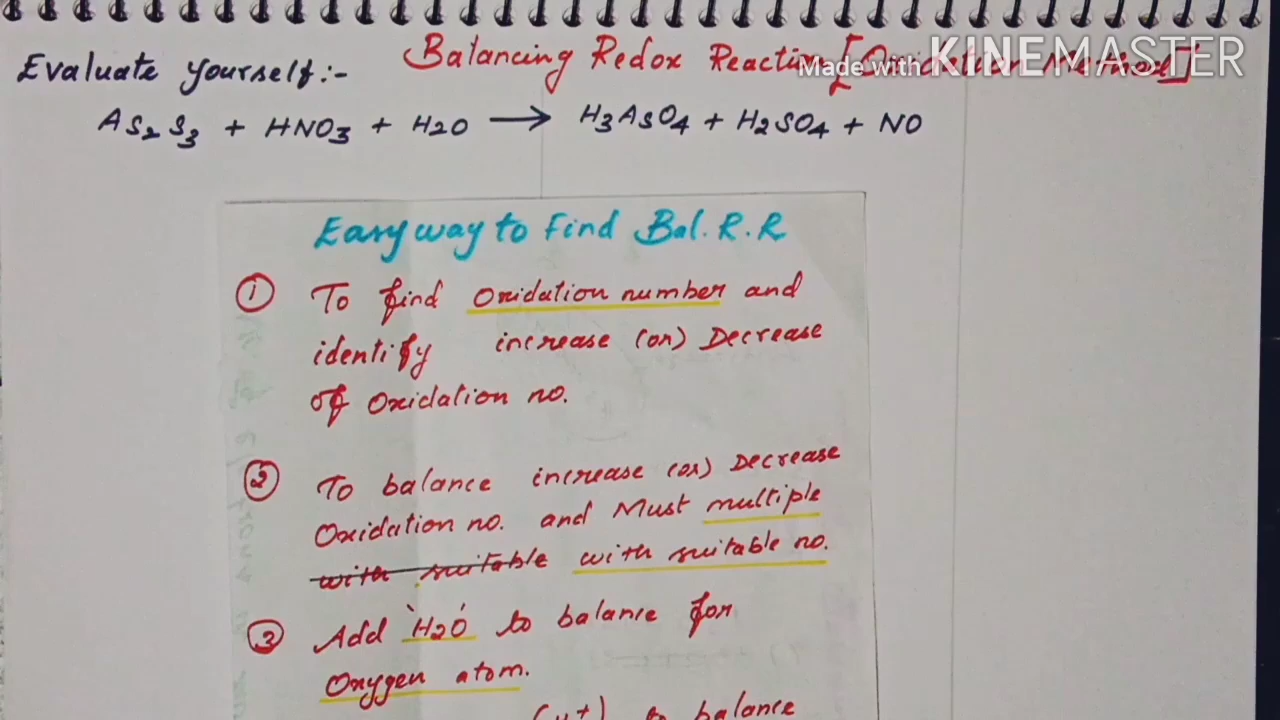 Balancing Redox Reaction [Oxidation Method]
Made with KINEMASTER
Evaluate yourself:-
As₂S₃ + HNO₃ + H₂O → H₃AsO₄ + H₂SO₄ + NO
Easy way to Find Bal. R. R
① To find Oxidation number and
identify increase (or) Decrease
of Oxidation no.
② To balance increase (or) Decrease
Oxidation no. and Must multiple
with suitable with suitable no.
③ Add 'H2O' to balance for
Oxygen atom.
(H+) to balance